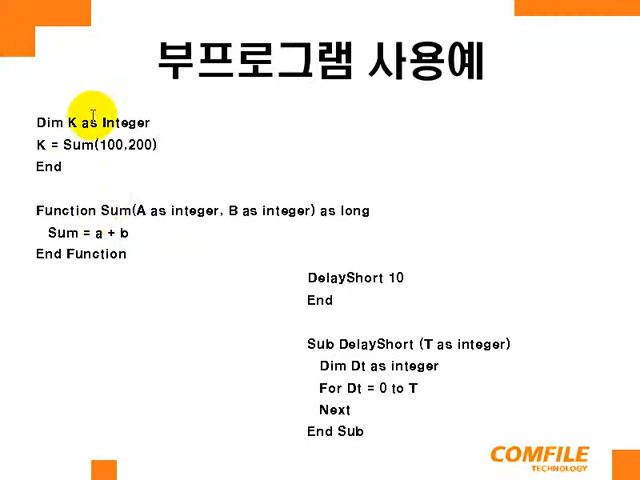 부프로그램 사용예
Dim K as Integer
K = Sum(100,200)
End
Function Sum(A as integer, B as integer) as long
Sum = a + b
End Function
DelayShort 10
End
Sub DelayShort (T as integer)
Dim Dt as integer
For Dt = 0 to T
Next
End Sub
COMFILE
TECHNOLOGY